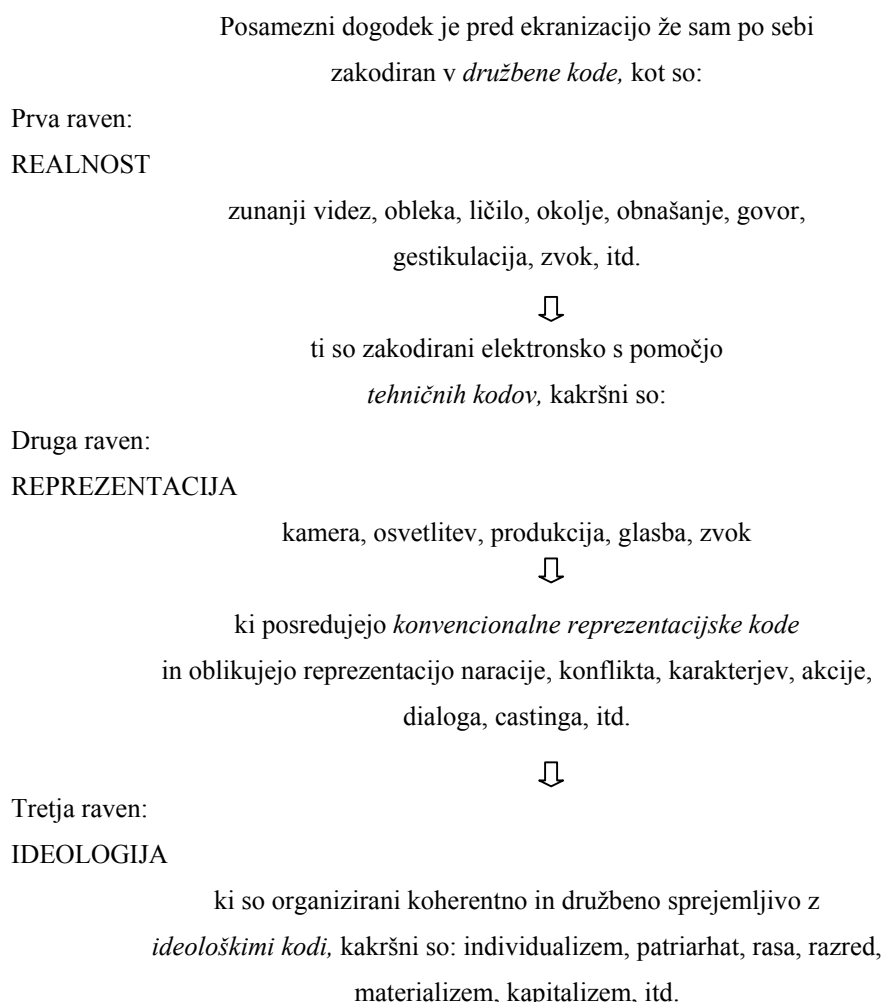 Posamezni dogodek je pred ekranizacijo že sam po sebi
zakodiran v družbene kode, kot so:
Prva raven:
REALNOST
zunanji videz, obleka, ličilo, okolje, obnašanje, govor,
gestikulacija, zvok, itd.
ti so zakodirani elektronsko s pomočjo
tehničnih kodov, kakršni so:
Druga raven:
REPREZENTACIJA
kamera, osvetlitev, produkcija, glasba, zvok
ki posredujejo konvencionalne reprezentacijske kode
in oblikujejo reprezentacijo naracije, konflikta, karakterjev, akcije,
dialoga, castinga, itd.
Tretja raven:
IDEOLOGIJA
ki so organizirani koherentno in družbeno sprejemljivo z
ideološkimi kodi, kakršni so: individualizem, patriarhat, rasa, razred,
materializem, kapitalizem, itd.